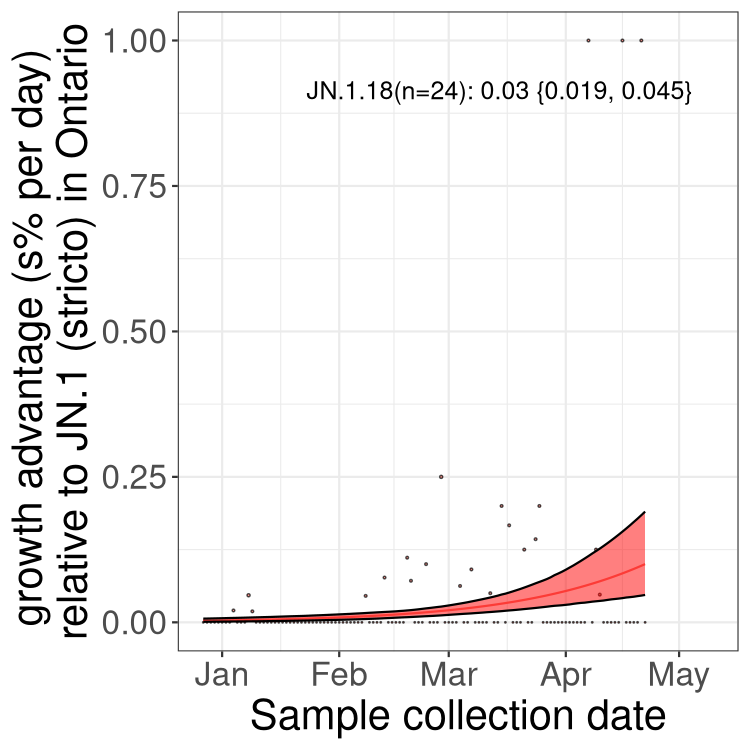 growth advantage (s% per day)
relative to JN.1 (stricto) in Ontario
1.00
0.75
0.50
0.25
0.00
JN.1.18(n=24): 0.03 {0.019, 0.045}
Jan Feb Mar Apr May
Sample collection date